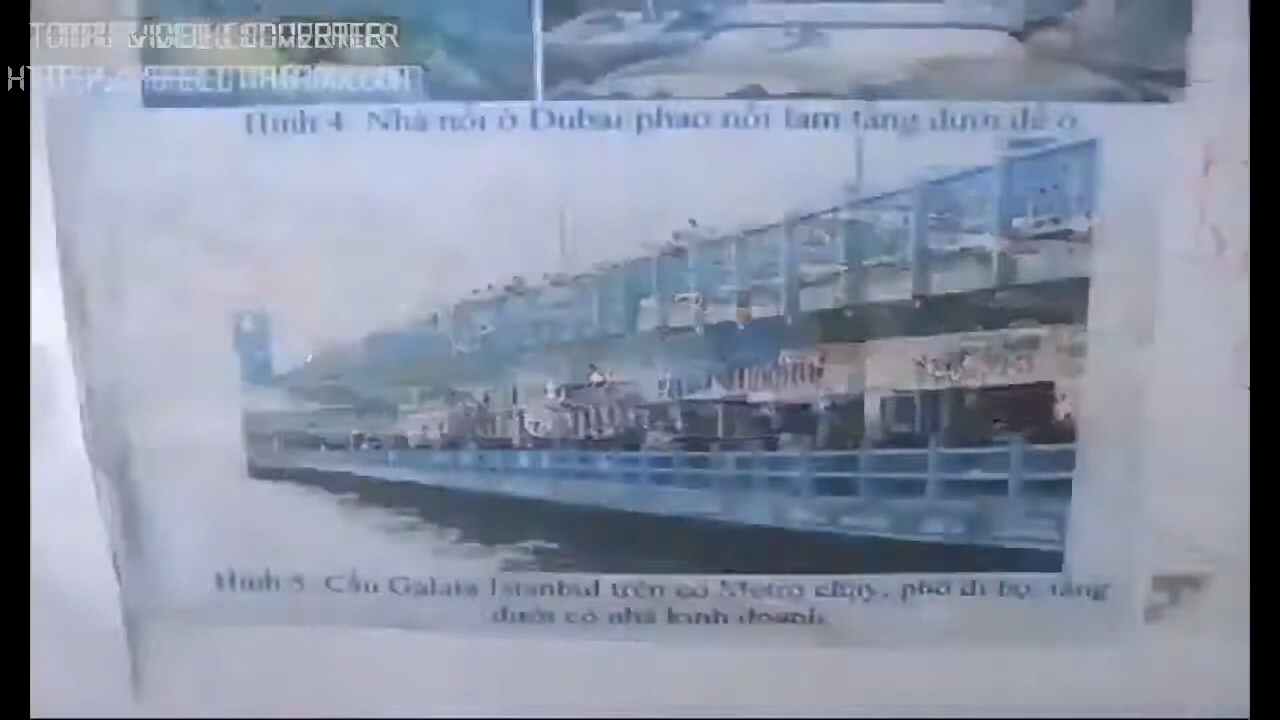 Hình 4. Nhà nổi ở Dubai phao nổi làm tầng dưới để ở
Hình 5. Cầu Galata Istanbul trên có Metro chạy, phố đi bộ, tầng
dưới có nhà kinh doanh.